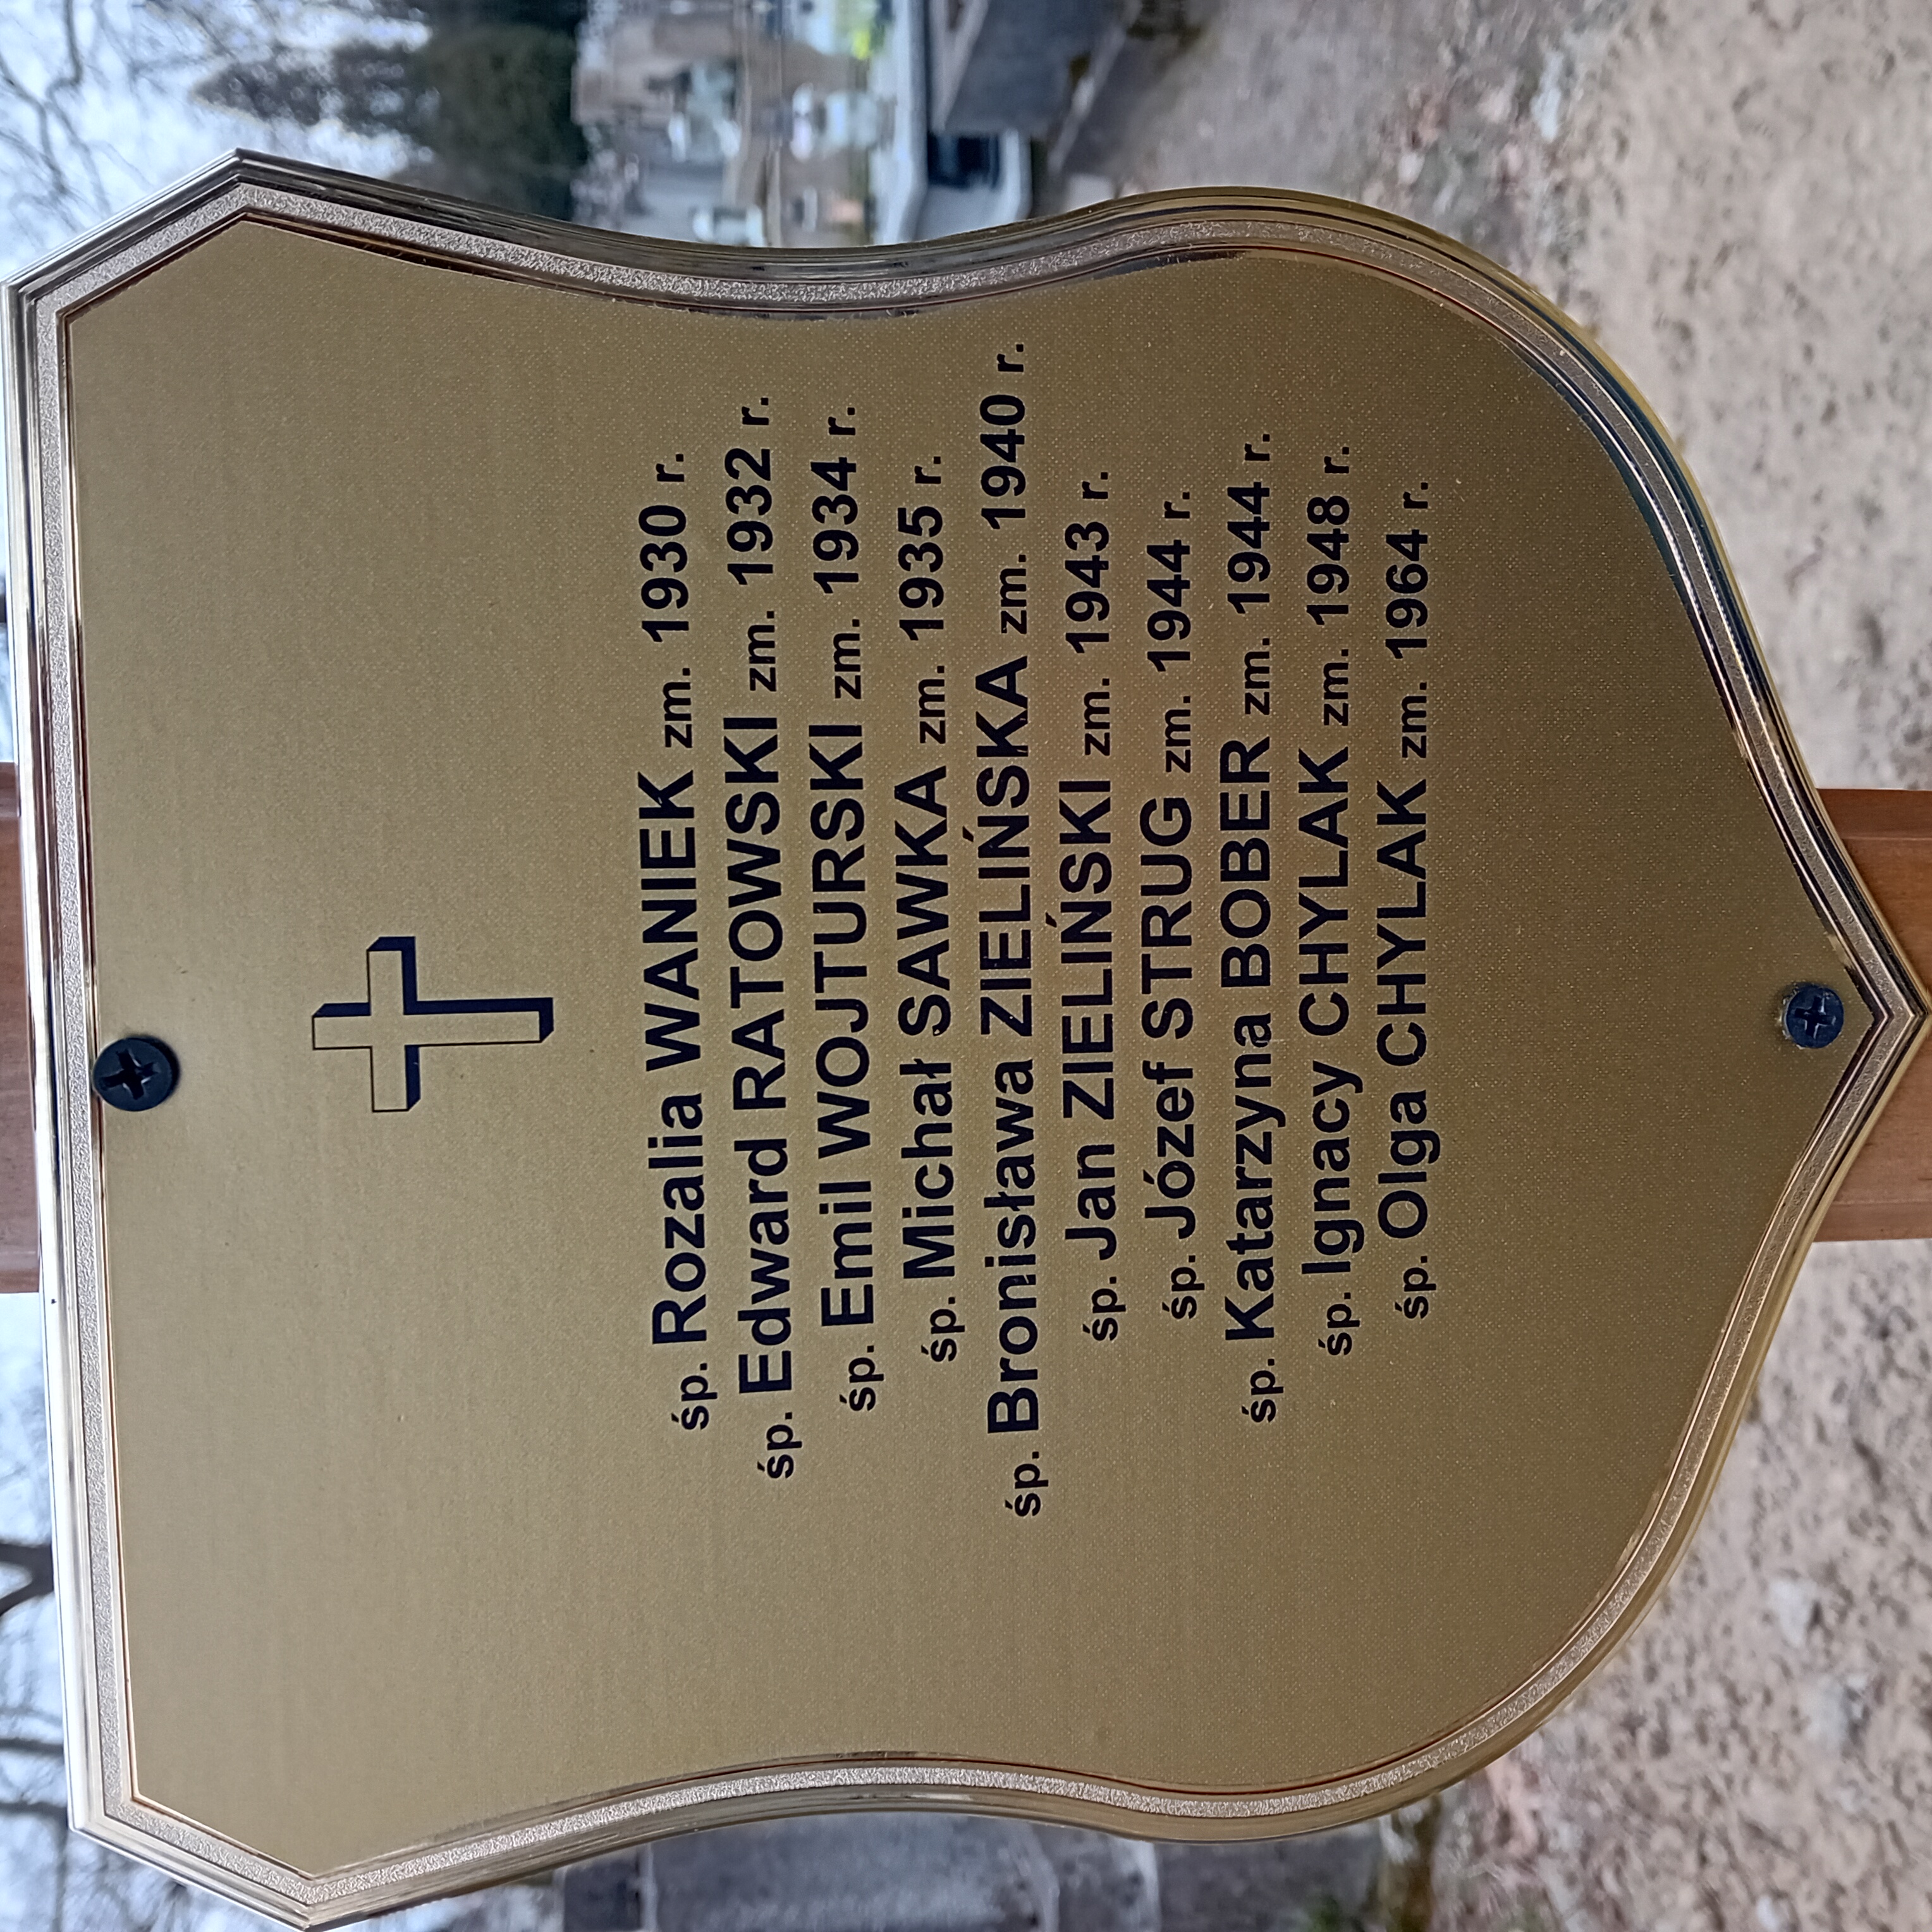 śp. Rozalia WANIEK zm. 1930 r.
śp. Edward RATOWSKI zm. 1932 r.
śp. Emil WOJTURSKI zm. 1934 r.
śp. Michał SAWKA zm. 1935 r.
śp. Bronisława ZIELIŃSKA zm. 1940 r.
śp. Jan ZIELIŃSKI zm. 1943 r.
śp. Józef STRUG zm. 1944 r.
śp. Katarzyna BOBER zm. 1944 r.
śp. Ignacy CHYLAK zm. 1948 r.
śp. Olga CHYLAK zm. 1964 r.